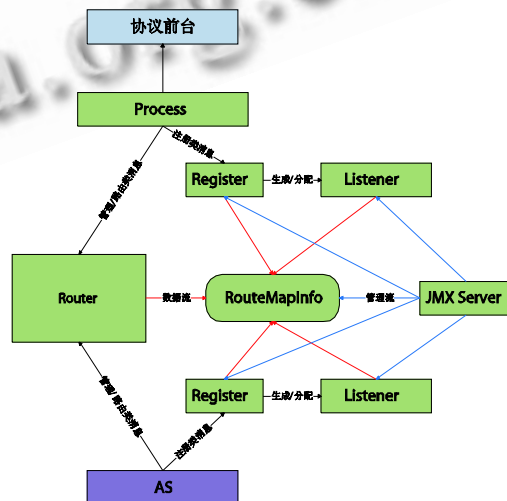 协议前台
Process
注册类消息
管理/路由类消息
Register
生成/分配
Listener
Router
数据流
RouteMapInfo
管理流
JMX Server
管理/路由类消息
注册类消息
Register
生成/分配
Listener
AS